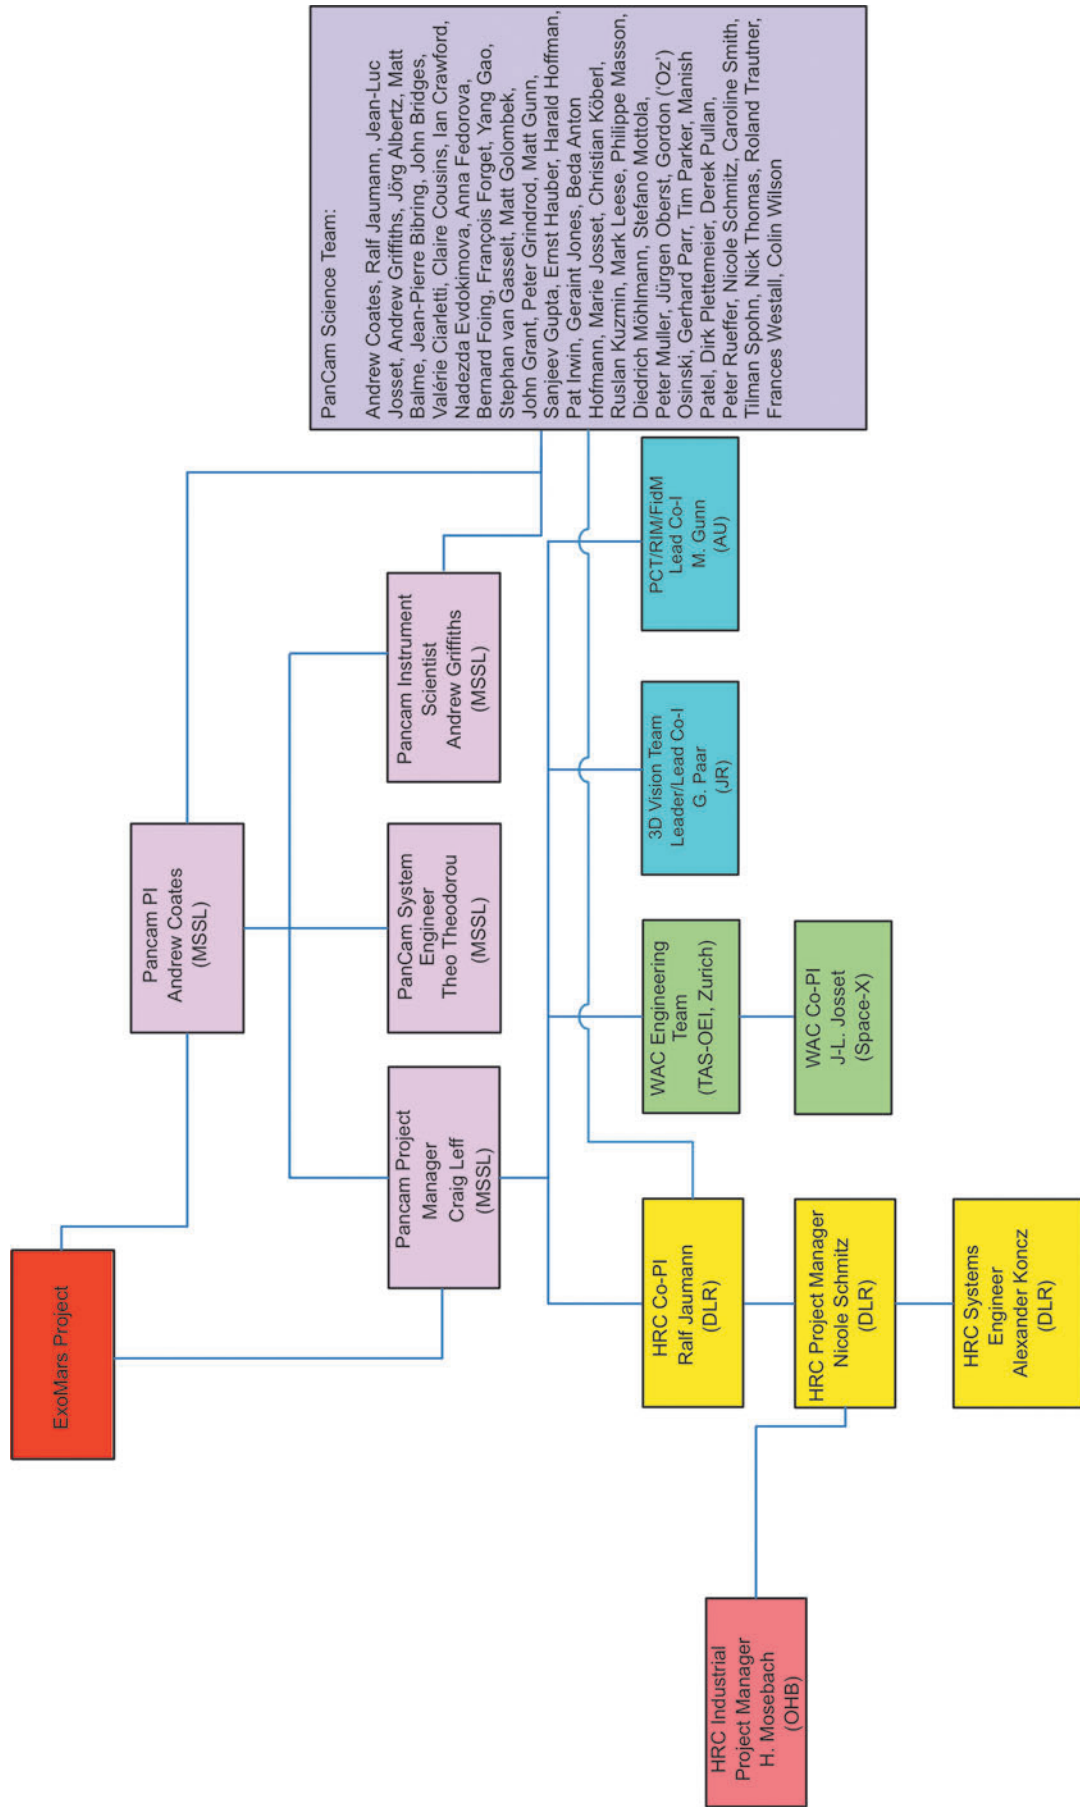 ExoMars Project
Pancam PI
Andrew Coates
(MSSL)
Pancam Project
Manager
Craig Leff
(MSSL)
PanCam System
Engineer
Theo Theodorou
(MSSL)
Pancam Instrument
Scientist
Andrew Griffiths
(MSSL)
PanCam Science Team:
Andrew Coates, Ralf Jaumann, Jean-Luc
Josset, Andrew Griffiths, Jörg Albertz, Matt
Balme, Jean-Pierre Bibring, John Bridges,
Valérie Ciarletti, Claire Cousins, Ian Crawford,
Nadezda Evdokimova, Anna Fedorova,
Bernard Foing, François Forget, Yang Gao,
Stephan van Gasselt, Matt Golombek,
John Grant, Peter Grindrod, Matt Gunn,
Sanjeev Gupta, Ernst Hauber, Harald Hoffman,
Pat Irwin, Geraint Jones, Beda Anton
Hofmann, Marie Josset, Christian Köberl,
Ruslan Kuzmin, Mark Leese, Philippe Masson,
Diedrich Möhlmann, Stefano Mottola,
Peter Muller, Jürgen Oberst, Gordon ('Oz')
Osinski, Gerhard Parr, Tim Parker, Manish
Patel, Dirk Plettemeier, Derek Pullan,
Peter Rueffer, Nicole Schmitz, Caroline Smith,
Tilman Spohn, Nick Thomas, Roland Trautner,
Frances Westall, Colin Wilson
HRC Co-PI
Ralf Jaumann
(DLR)
WAC Engineering
Team
(TAS-OEI, Zurich)
3D Vision Team
Leader/Lead Co-I
G. Paar
(JR)
PCT/RIM/FidM
Lead Co-I
M. Gunn
(AU)
HRC Industrial
Project Manager
H. Mosebach
(OHB)
HRC Project Manager
Nicole Schmitz
(DLR)
WAC Co-PI
J-L. Josset
(Space-X)
HRC Systems
Engineer
Alexander Koncz
(DLR)